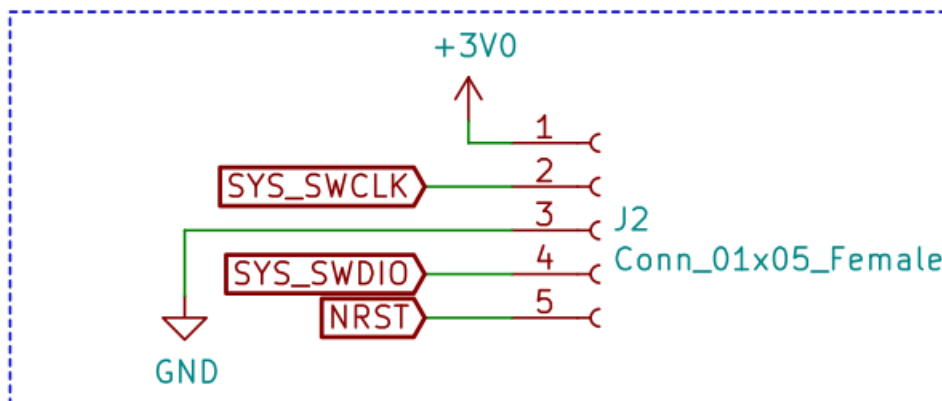 +3V0
1
SYS_SWCLK 2
3 J2
SYS_SWDIO 4 Conn_01x05_Female
NRST 5
GND